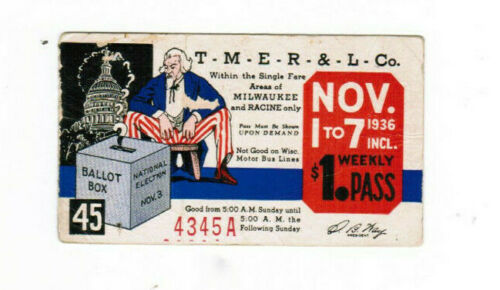 T-M-E-R-&-L-Co.
Within the Single Fare
Areas of
MILWAUKEE
and RACINE only
Pass Must Be Shown
UPON DEMAND
Not Good on Wisc.
Motor Bus Lines
NOV.
1 TO 7 1936
INCL.
WEEKLY
$1. PASS
BALLOT
BOX
NATIONAL
ELECTION
NOV. 3
45
Good from 5:00 A.M. Sunday until
5:00 A. M. the
Following Sunday
4345A
S. B. Way
PRESIDENT